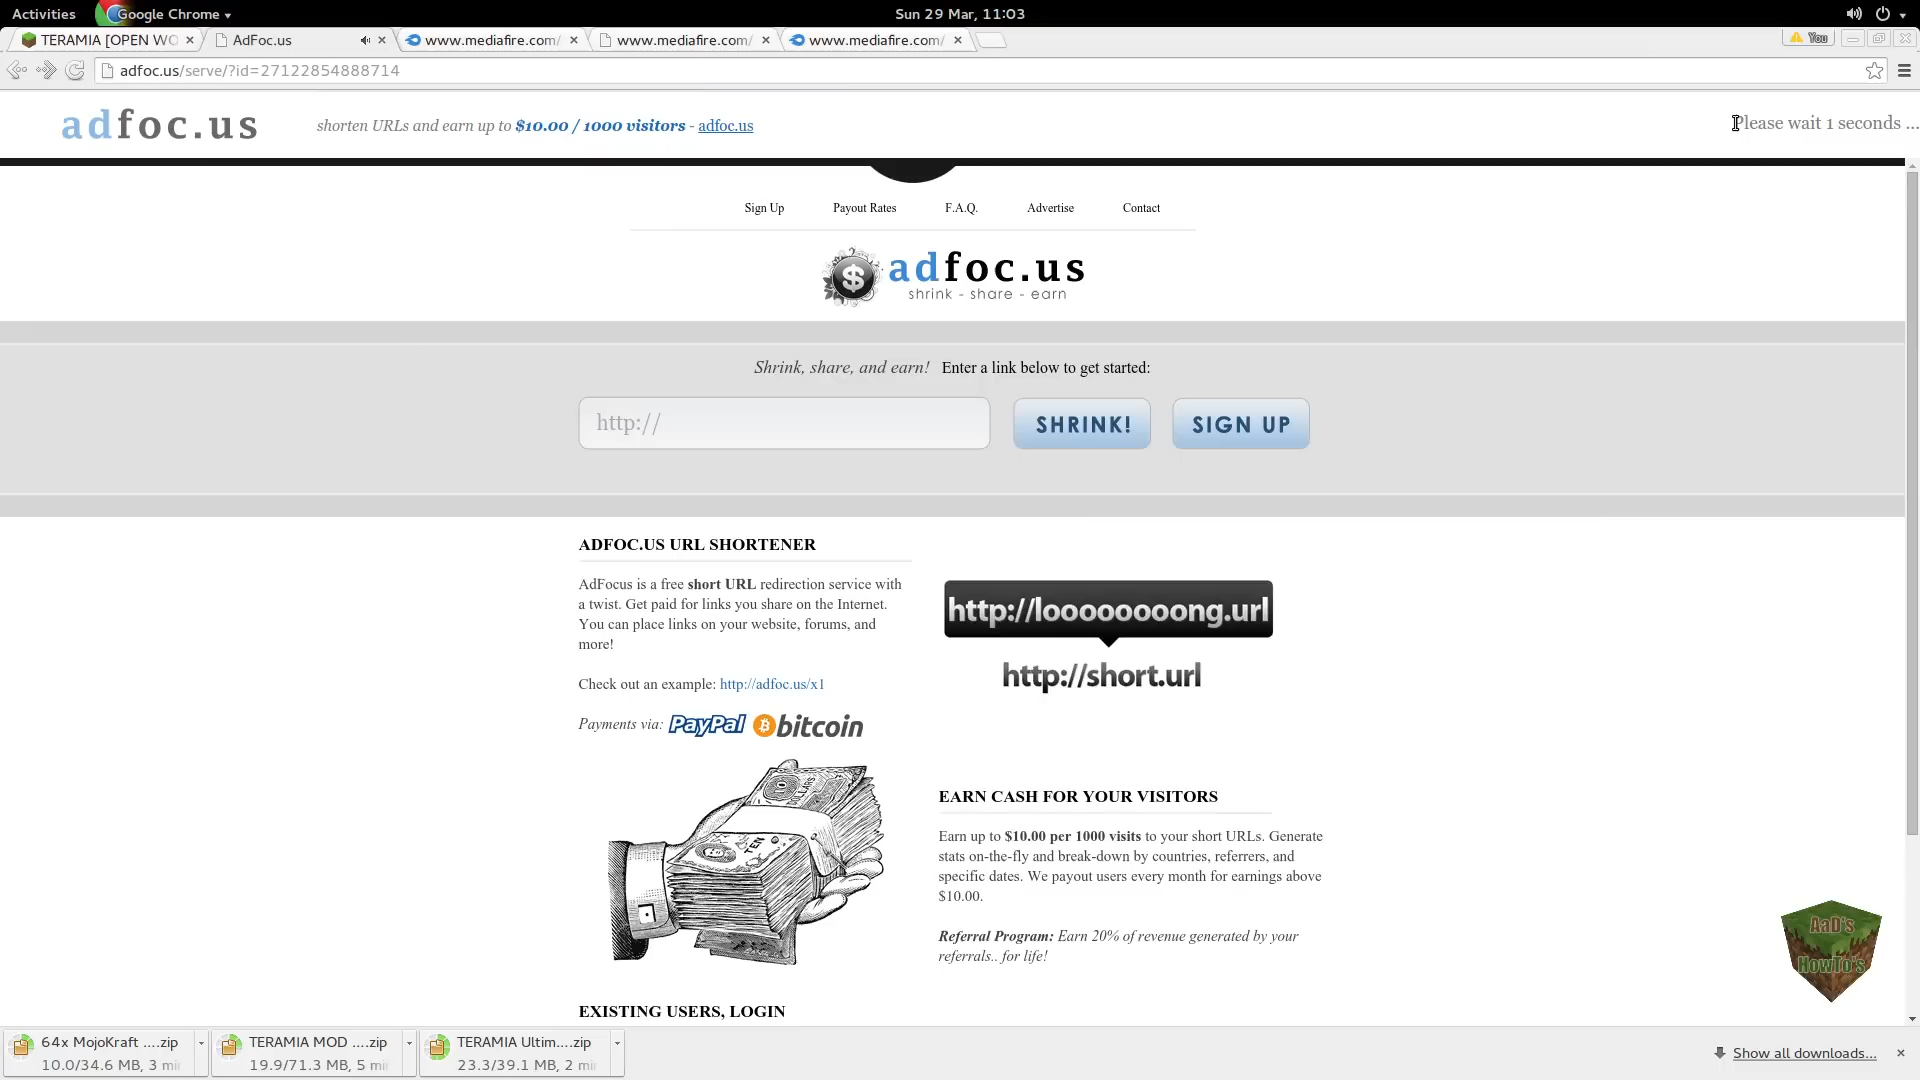 Activities
Google Chrome
Sun 29 Mar, 11:03
TERAMIA [OPEN WO
AdFoc.us
www.mediafire.com/
www.mediafire.com/
www.mediafire.com/
You
adfoc.us/serve/?id=27122854888714
adfoc.us
shorten URLs and earn up to $10.00 / 1000 visitors - adfoc.us
Please wait 1 seconds ...
Sign Up
Payout Rates
F.A.Q.
Advertise
Contact
$
adfoc.us
shrink - share - earn
Shrink, share, and earn! Enter a link below to get started:
http://
SHRINK!
SIGN UP
ADFOC.US URL SHORTENER
AdFocus is a free short URL redirection service with
a twist. Get paid for links you share on the Internet.
You can place links on your website, forums, and
more!
Check out an example: http://adfoc.us/x1
Payments via: PayPal bitcoin
http://loooooooong.url
http://short.url
DOLLARS
TEN
EARN CASH FOR YOUR VISITORS
Earn up to $10.00 per 1000 visits to your short URLs. Generate
stats on-the-fly and break-down by countries, referrers, and
specific dates. We payout users every month for earnings above
$10.00.
Referral Program: Earn 20% of revenue generated by your
referrals.. for life!
AaD's
HowTo's
EXISTING USERS, LOGIN
64x MojoKraft ....zip
10.0/34.6 MB, 3 mi
TERAMIA MOD ....zip
19.9/71.3 MB, 5 mi
TERAMIA Ultim....zip
23.3/39.1 MB, 2 mi
Show all downloads...